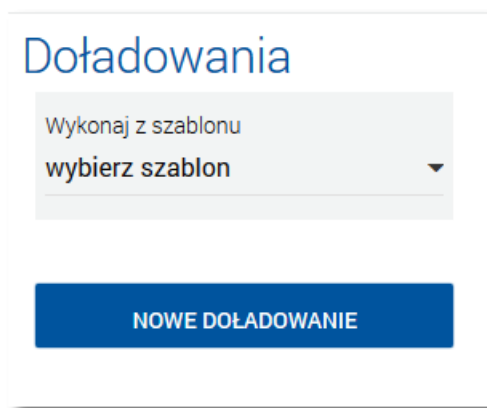 Doładowania
Wykonaj z szablonu
wybierz szablon
NOWE DOŁADOWANIE